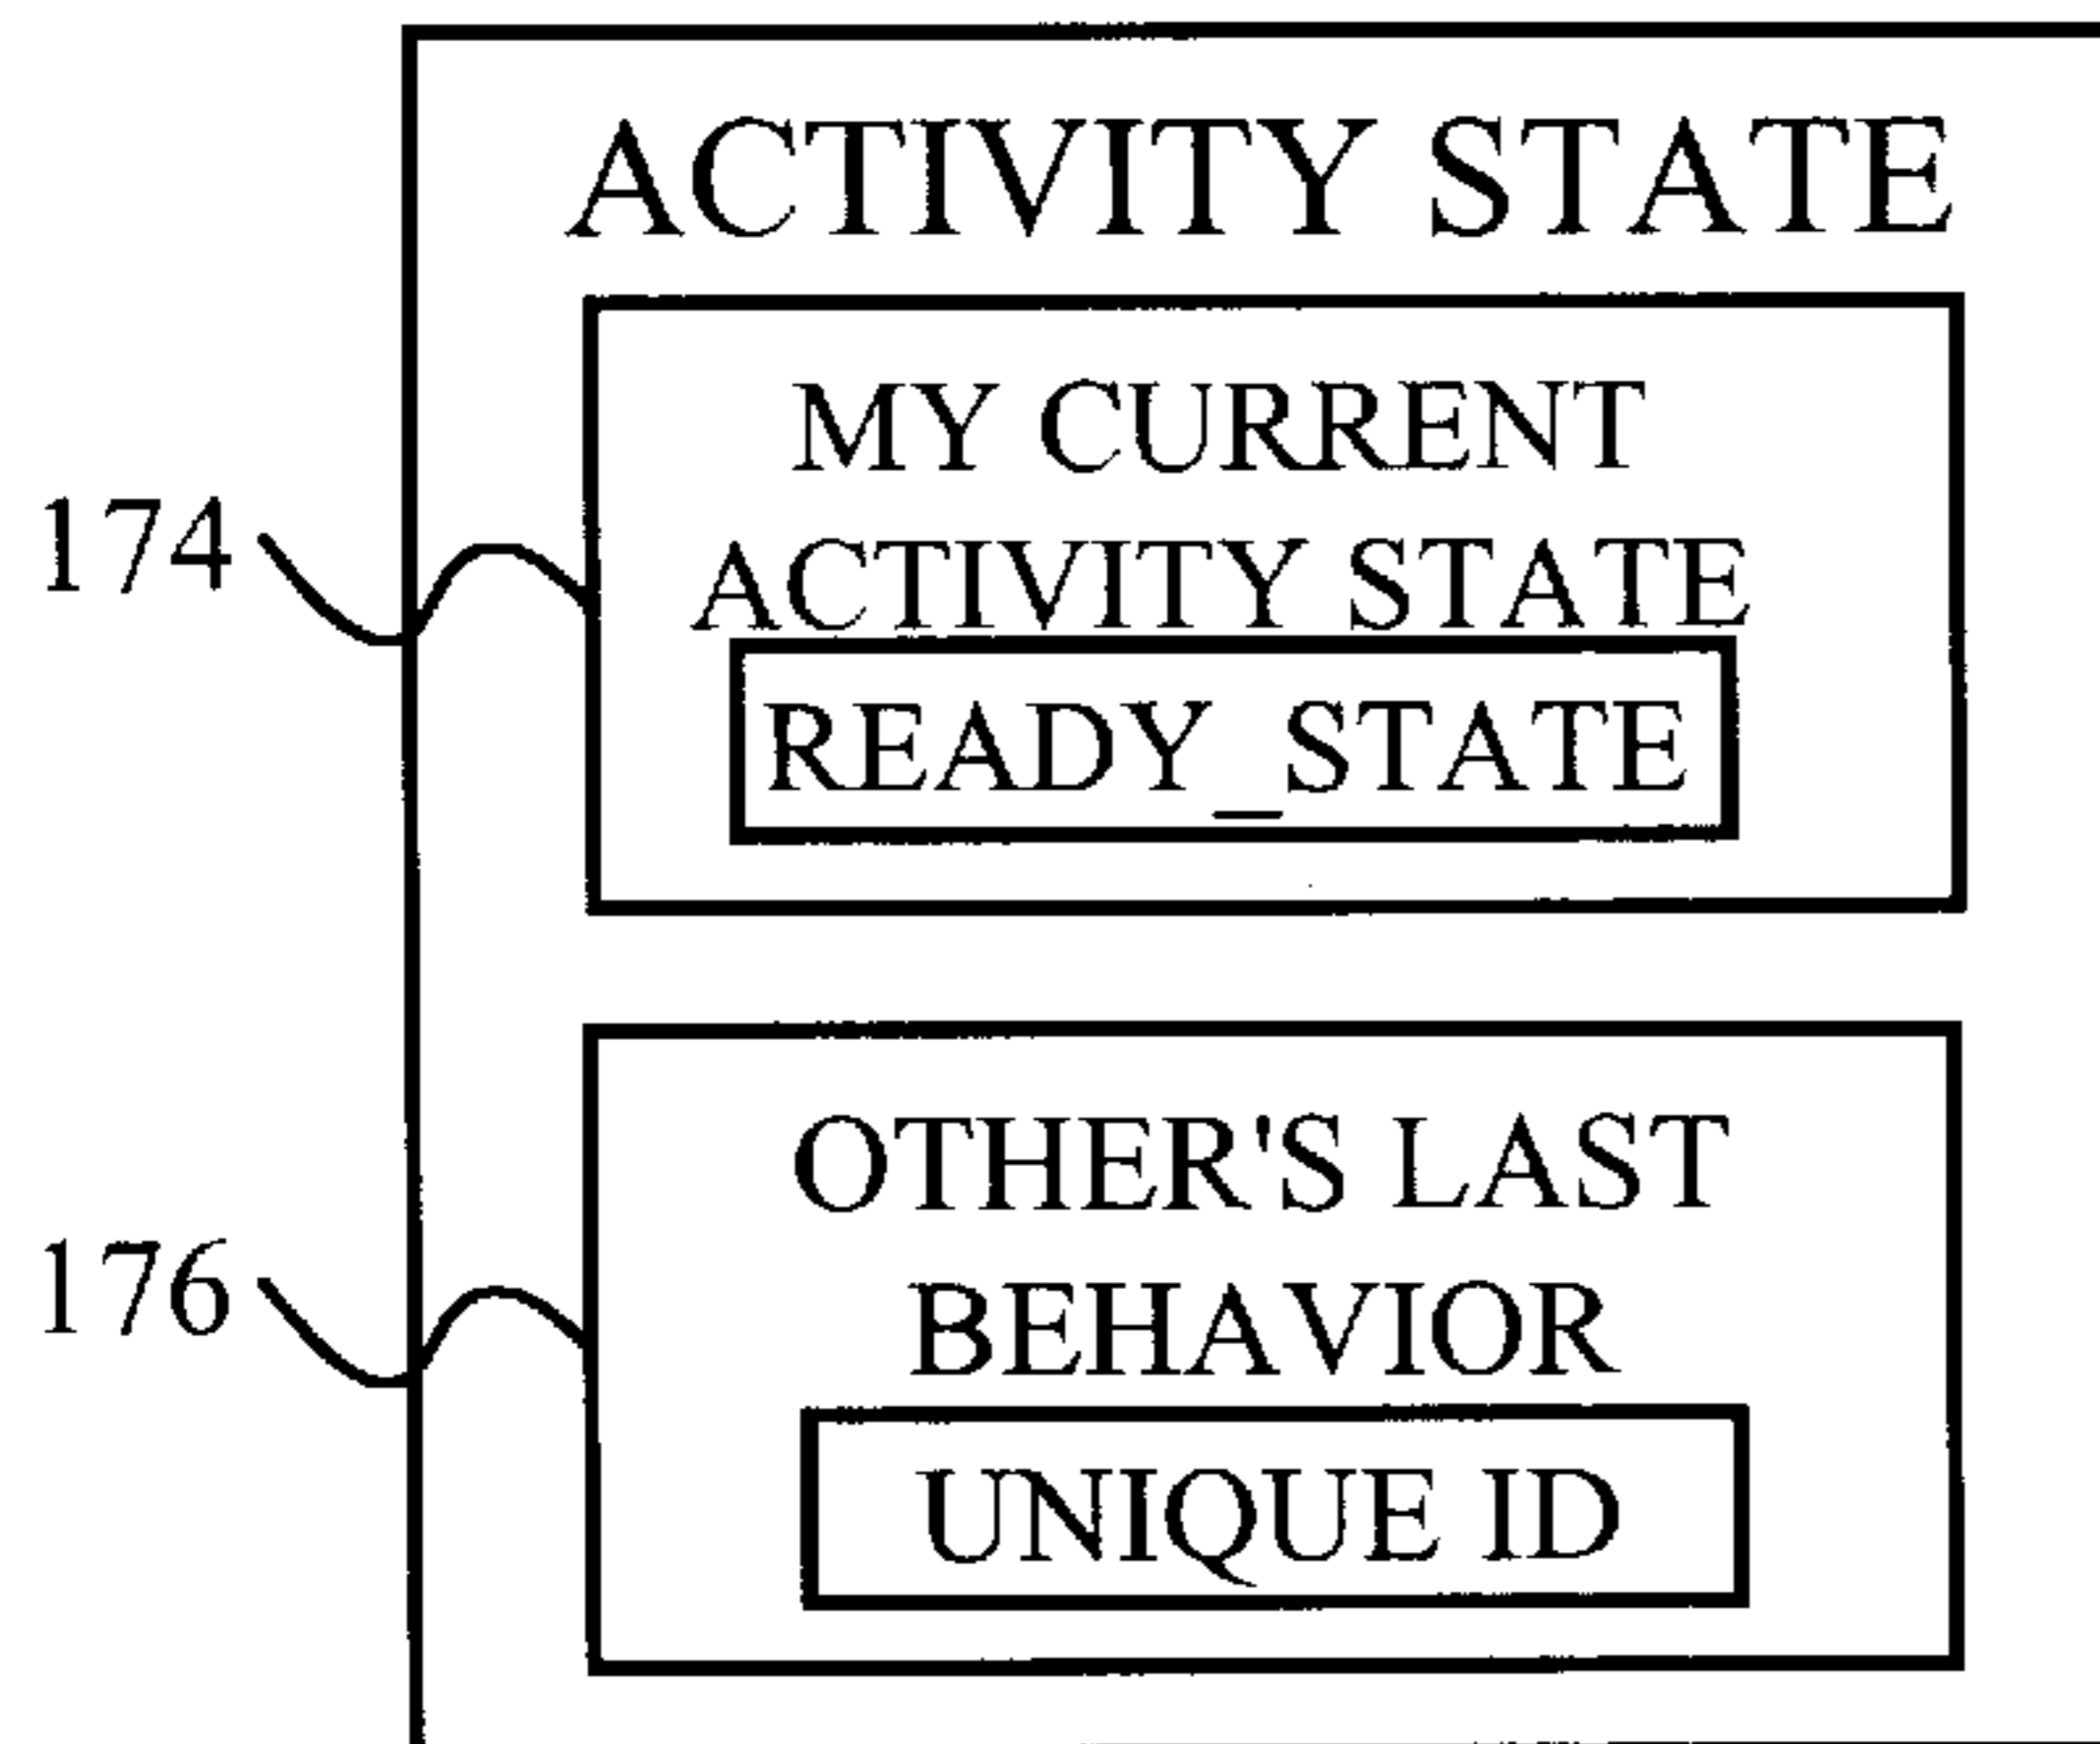 ACTIVITY STATE
MY CURRENT
174
ACTIVITY STATE
READY_STATE
OTHER'S LAST
176
BEHAVIOR
UNIQUE ID